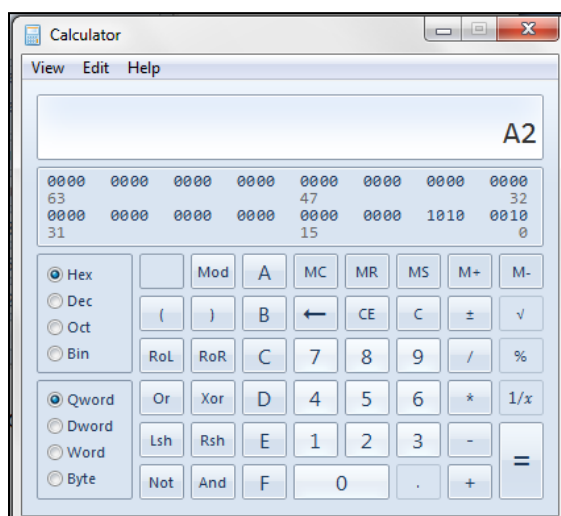 Calculator
View Edit Help
A2
0000 0000 0000 0000 0000 0000 0000 0000
63 47 32
0000 0000 0000 0000 0000 0000 1010 0010
31 15 0
Hex Mod A MC MR MS M+ M-
Dec
Oct ( ) B ← CE C ± √
Bin RoL RoR C 7 8 9 / %
Qword Or Xor D 4 5 6 * 1/x
Dword
Word Lsh Rsh E 1 2 3 - =
Byte Not And F 0 . +